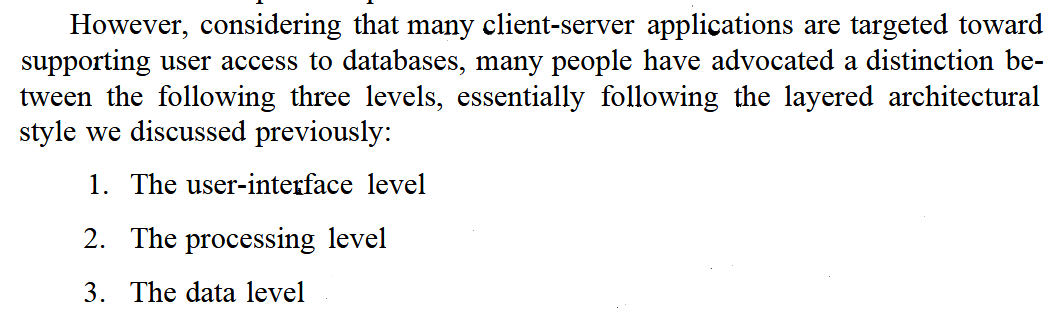 However, considering that many client-server applications are targeted toward
supporting user access to databases, many people have advocated a distinction be-
tween the following three levels, essentially following the layered architectural
style we discussed previously:
1. The user-interface level
2. The processing level
3. The data level